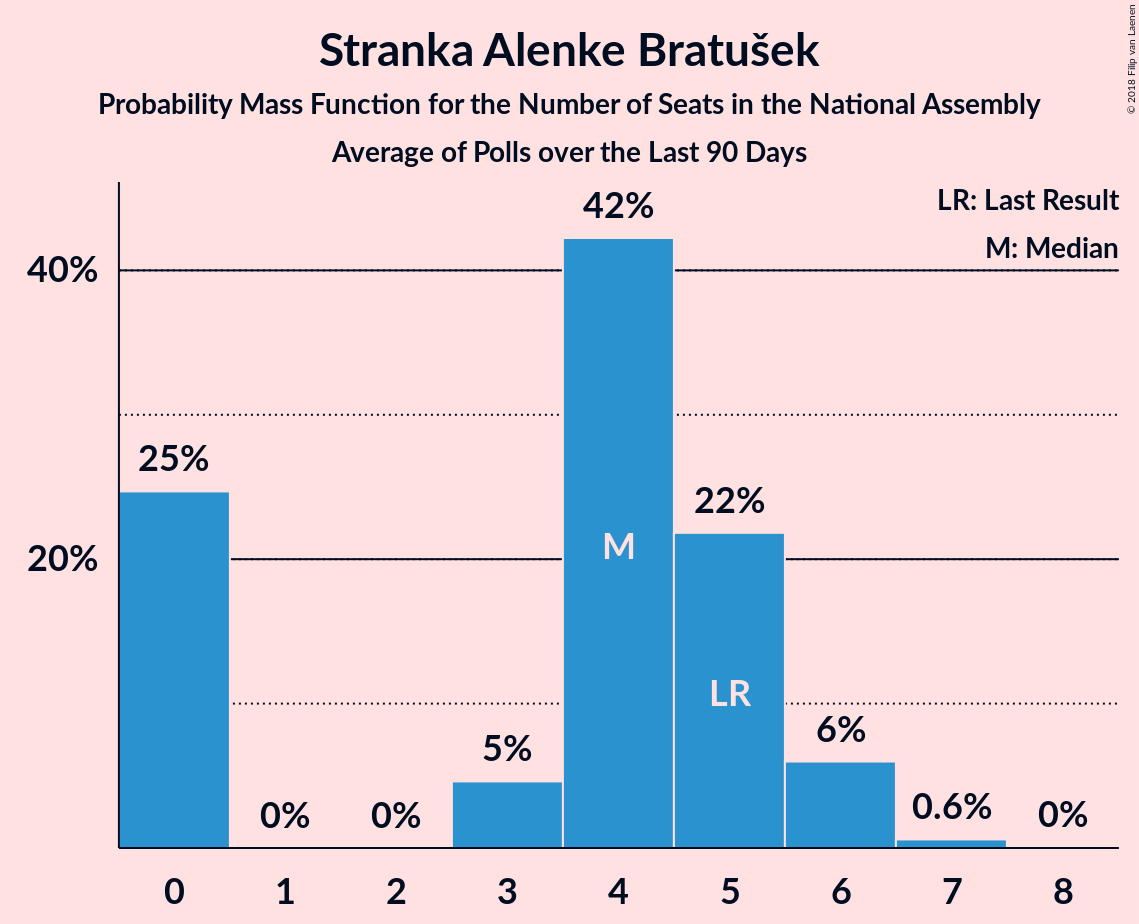 Stranka Alenke Bratušek
Probability Mass Function for the Number of Seats in the National Assembly
Average of Polls over the Last 90 Days
© 2018 Filip van Laenen
LR: Last Result
M: Median
40%
20%
25%
0%
0%
5%
42%
22%
6%
0.6%
0%
M
LR
0 1 2 3 4 5 6 7 8